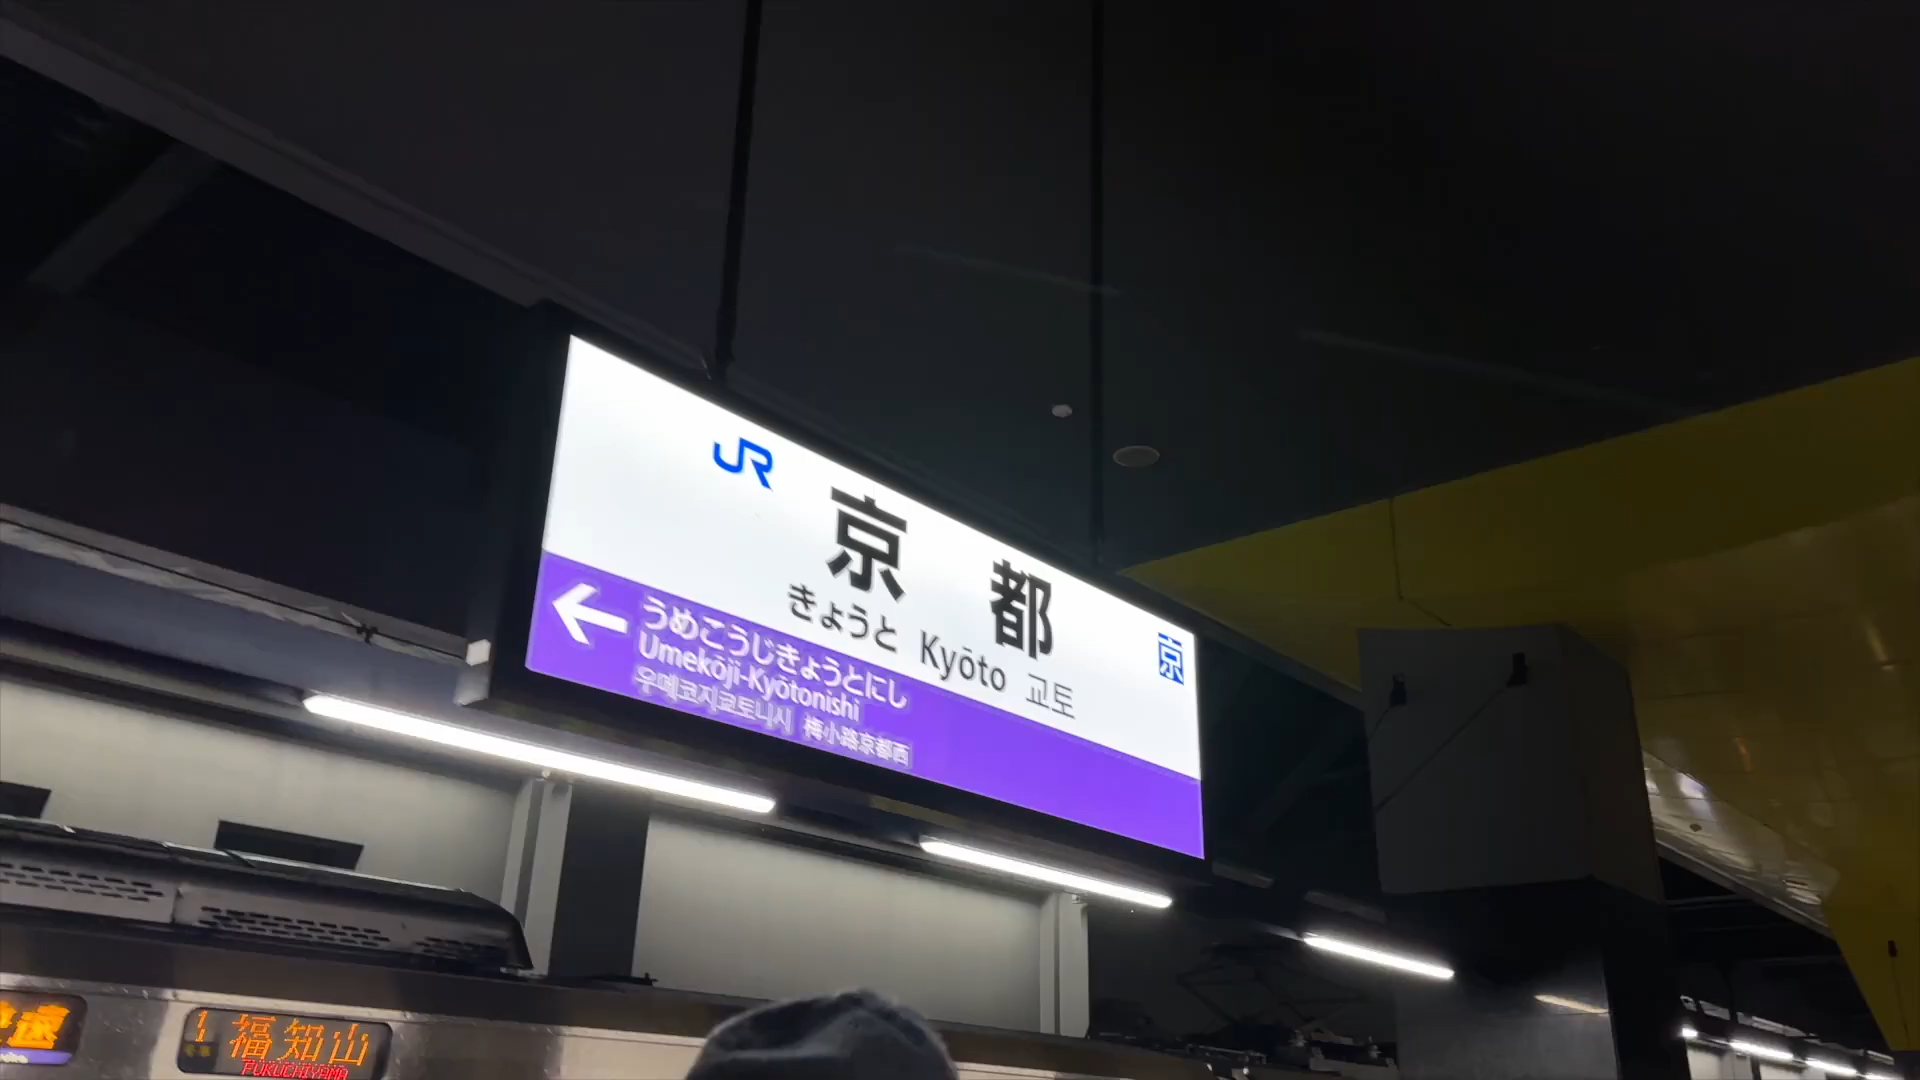 JR
京都
きょうと Kyōto 교토
京
うめこうじきょうとにし
Umekōji-Kyōtonishi
우메코지쿄토니시 梅小路京都西
1 福知山
FUKUCHIYAMA